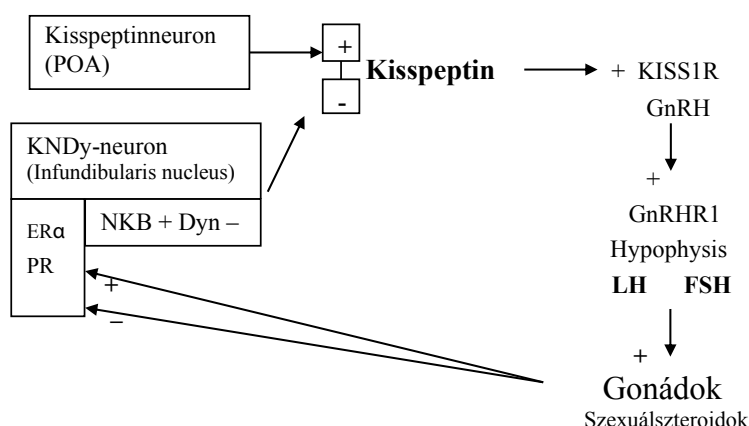 Kisspeptinneuron
(POA)
+
-
Kisspeptin
+ KISS1R
GnRH
KNDy-neuron
(Infundibularis nucleus)
NKB + Dyn –
ERα
PR
+
–
+
GnRHR1
Hypophysis
LH FSH
+
Gonádok
Szexuálszteroidok